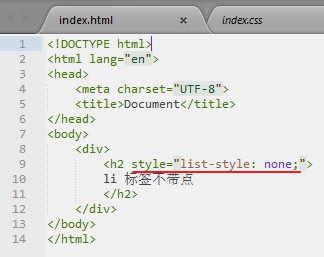 index.html × index.css
1 <!DOCTYPE html>
2 <html lang="en">
3 <head>
4 <meta charset="UTF-8">
5 <title>Document</title>
6 </head>
7 <body>
8 <div>
9 <h2 style="list-style: none;">
10 li 标签不带点
11 </h2>
12 </div>
13 </body>
14 </html>